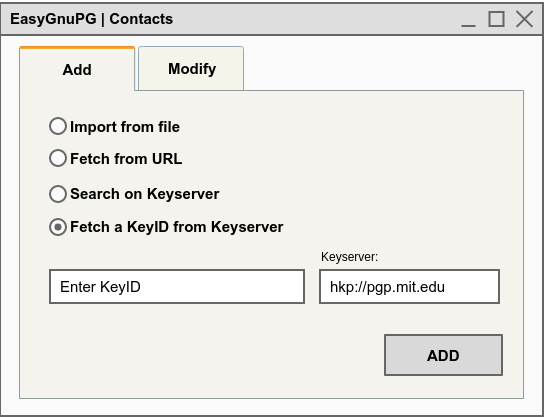 EasyGnuPG | Contacts
Add
Modify
Import from file
Fetch from URL
Search on Keyserver
Fetch a KeyID from Keyserver
Keyserver:
Enter KeyID
hkp://pgp.mit.edu
ADD